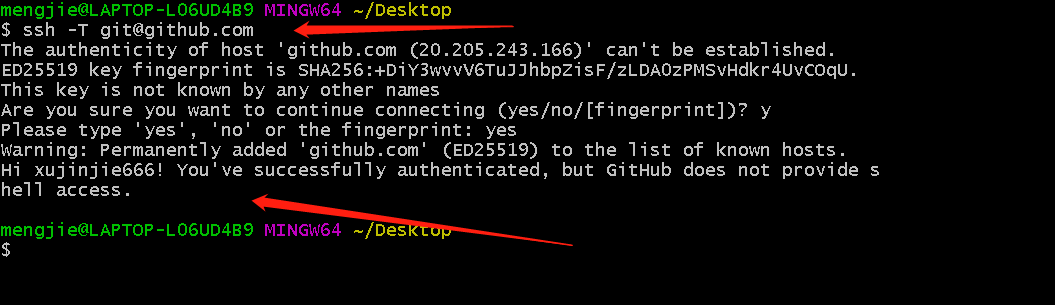 mengjie@LAPTOP-LO6UD4B9 MINGW64 ~/Desktop
$ ssh -T git@github.com
The authenticity of host 'github.com (20.205.243.166)' can't be established.
ED25519 key fingerprint is SHA256:+DiY3wvvV6TuJJhbpZisF/zLDA0zPMSvHdkr4UvCOqU.
This key is not known by any other names
Are you sure you want to continue connecting (yes/no/[fingerprint])? y
Please type 'yes', 'no' or the fingerprint: yes
Warning: Permanently added 'github.com' (ED25519) to the list of known hosts.
Hi xujinjie666! You've successfully authenticated, but GitHub does not provide s
hell access.
mengjie@LAPTOP-LO6UD4B9 MINGW64 ~/Desktop
$